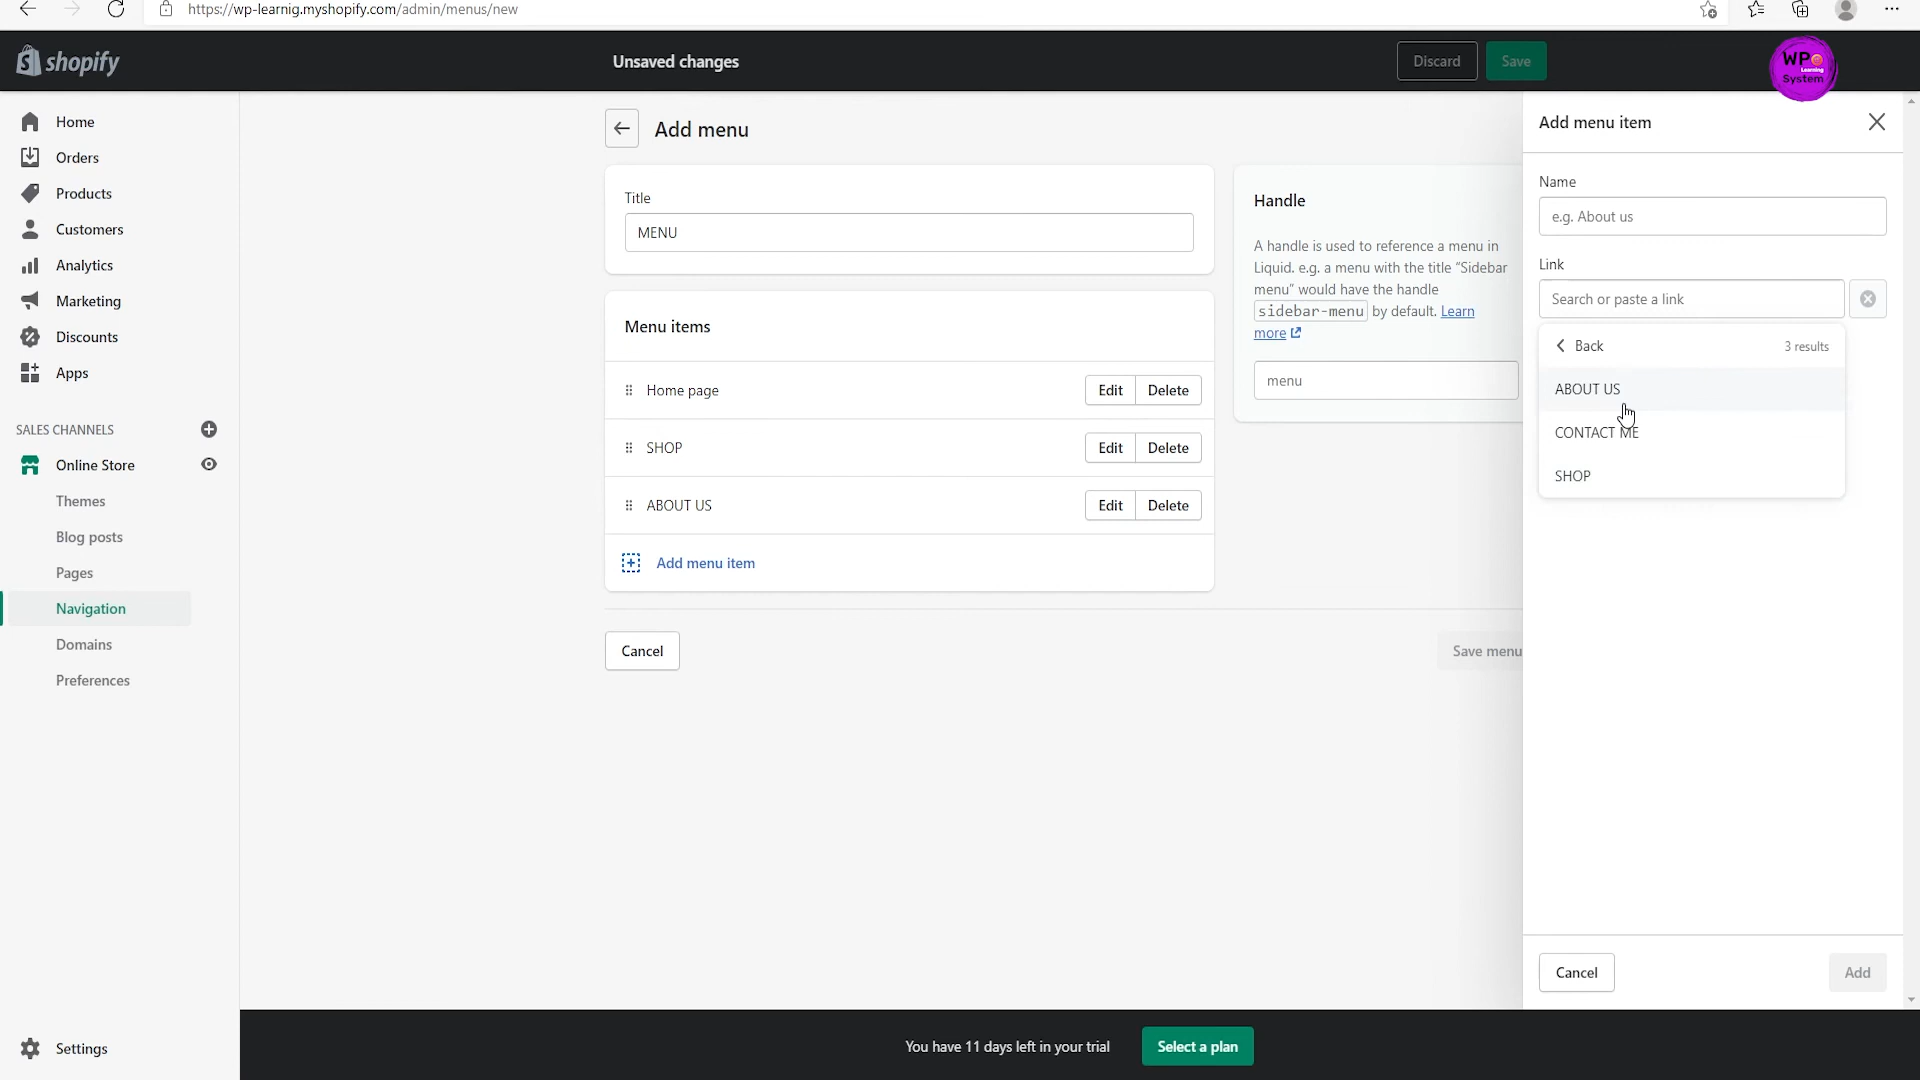 https://wp-learnig.myshopify.com/admin/menus/new
shopify
Unsaved changes
Discard
Save
WP
Learning
System
Home
Orders
Products
Customers
Analytics
Marketing
Discounts
Apps
SALES CHANNELS
Online Store
Themes
Blog posts
Pages
Navigation
Domains
Preferences
Settings
Add menu
Title
MENU
Menu items
Home page
Edit
Delete
SHOP
Edit
Delete
ABOUT US
Edit
Delete
Add menu item
Cancel
Save menu
Handle
A handle is used to reference a menu in
Liquid. e.g. a menu with the title “Sidebar
menu” would have the handle
sidebar-menu by default. Learn
more
menu
Add menu item
Name
e.g. About us
Link
Search or paste a link
Back
3 results
ABOUT US
CONTACT ME
SHOP
Cancel
Add
You have 11 days left in your trial
Select a plan